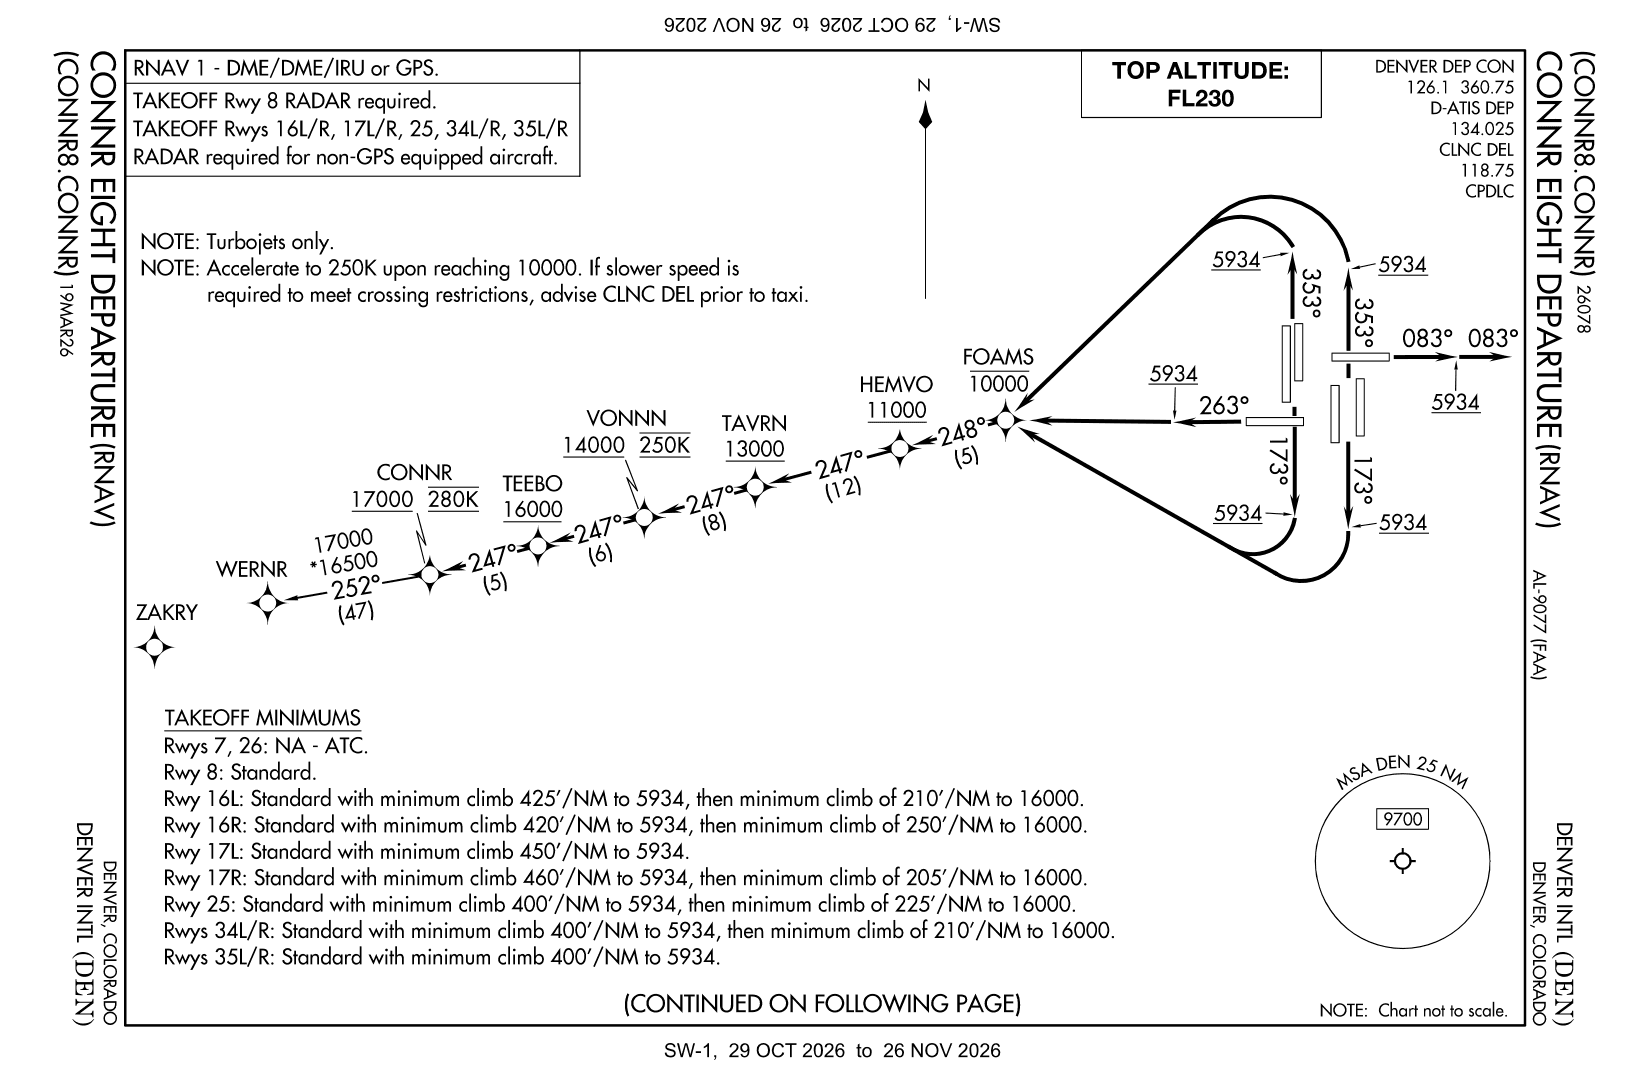 SW-1, 29 OCT 2026 to 26 NOV 2026
(CONNR8.CONNR) 19MAR26
CONNR EIGHT DEPARTURE (RNAV)
DENVER INTL (DEN)
DENVER, COLORADO
RNAV 1 - DME/DME/IRU or GPS.
TAKEOFF Rwy 8 RADAR required.
TAKEOFF Rwys 16L/R, 17L/R, 25, 34L/R, 35L/R
RADAR required for non-GPS equipped aircraft.
NOTE: Turbojets only.
NOTE: Accelerate to 250K upon reaching 10000. If slower speed is
required to meet crossing restrictions, advise CLNC DEL prior to taxi.
N
TOP ALTITUDE:
FL230
DENVER DEP CON
126.1 360.75
D-ATIS DEP
134.025
CLNC DEL
118.75
CPDLC
5934
353°
5934
353°
083° 083°
5934
5934
263°
173°
5934
173°
5934
FOAMS
10000
248°
(5)
HEMVO
11000
247°
(12)
TAVRN
13000
247°
(8)
VONNN
14000 250K
247°
(6)
TEEBO
16000
247°
(5)
CONNR
17000 280K
17000
*16500
252°
(47)
WERNR
ZAKRY
TAKEOFF MINIMUMS
Rwys 7, 26: NA - ATC.
Rwy 8: Standard.
Rwy 16L: Standard with minimum climb 425'/NM to 5934, then minimum climb of 210'/NM to 16000.
Rwy 16R: Standard with minimum climb 420'/NM to 5934, then minimum climb of 250'/NM to 16000.
Rwy 17L: Standard with minimum climb 450'/NM to 5934.
Rwy 17R: Standard with minimum climb 460'/NM to 5934, then minimum climb of 205'/NM to 16000.
Rwy 25: Standard with minimum climb 400'/NM to 5934, then minimum climb of 225'/NM to 16000.
Rwys 34L/R: Standard with minimum climb 400'/NM to 5934, then minimum climb of 210'/NM to 16000.
Rwys 35L/R: Standard with minimum climb 400'/NM to 5934.
(CONTINUED ON FOLLOWING PAGE)
MSA DEN 25 NM
9700
NOTE: Chart not to scale.
(CONNR8.CONNR) 26078
CONNR EIGHT DEPARTURE (RNAV)
AL-9077 (FAA)
DENVER INTL (DEN)
DENVER, COLORADO
SW-1, 29 OCT 2026 to 26 NOV 2026